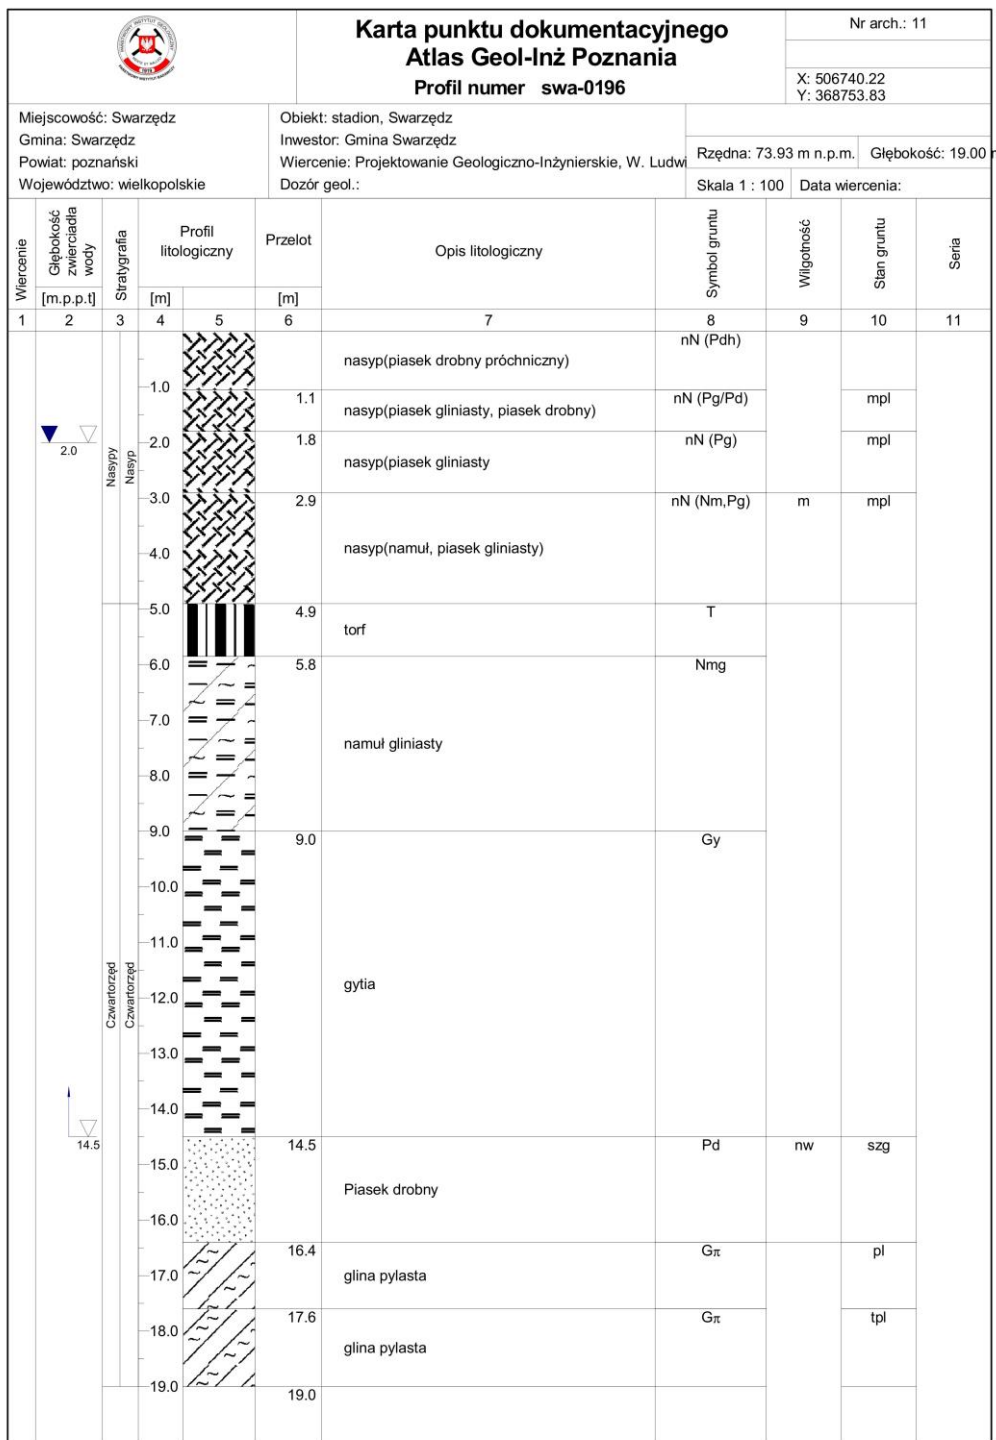 Karta punktu dokumentacyjnego
Atlas Geol-Inż Poznania
Profil numer swa-0196
Nr arch.: 11
X: 506740.22
Y: 368753.83
Miejscowość: Swarzędz
Gmina: Swarzędz
Powiat: poznański
Województwo: wielkopolskie
Obiekt: stadion, Swarzędz
Inwestor: Gmina Swarzędz
Wiercenie: Projektowanie Geologiczno-Inżynierskie, W. Ludwi
Dozór geol.:
Rzędna: 73.93 m n.p.m. Głębokość: 19.00
Skala 1 : 100 Data wiercenia:
Wiercenie
Głębokość zwierciadła wody
[m.p.p.t]
Stratygrafia
Profil litologiczny
[m]
Przelot
[m]
Opis litologiczny
Symbol gruntu
Wilgotność
Stan gruntu
Seria
1 2 3 4 5 6 7 8 9 10 11
nasyp(piasek drobny próchniczny) nN (Pdh)
1.0
1.1 nasyp(piasek gliniasty, piasek drobny) nN (Pg/Pd) mpl
1.8 nasyp(piasek gliniasty nN (Pg) mpl
2.0
2.0
Nasypy
Nasyp
3.0
2.9 nasyp(namuł, piasek gliniasty) nN (Nm,Pg) m mpl
4.0
5.0
4.9 torf T
6.0
5.8 namuł gliniasty Nmg
7.0
8.0
9.0
9.0 gytia Gy
10.0
11.0
12.0
Czwartorzęd
Czwartorzęd
13.0
14.0
14.5
14.5 Piasek drobny Pd nw szg
15.0
16.0
16.4 glina pylasta Gπ pl
17.0
17.6 glina pylasta Gπ tpl
18.0
19.0
19.0